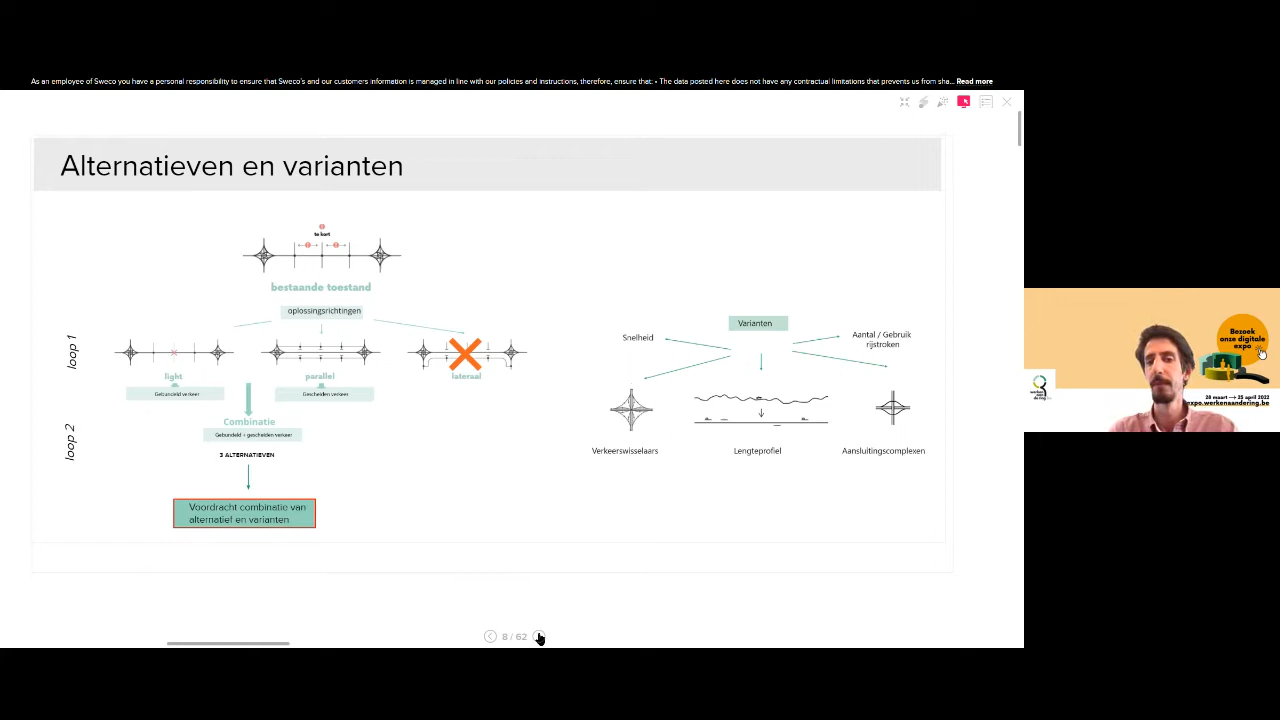 As an employee of Sweco you have a personal responsibility to ensure that Sweco's and our customers information is managed in line with our policies and instructions, therefore, ensure that: • The data posted here does not have any contractual limitations that prevents us from sha... Read more
Alternatieven en varianten
te kort
bestaande toestand
oplossingsrichtingen
loop 1
light
parallel
lateraal
Gebundeld verkeer
Gescheiden verkeer
loop 2
Combinatie
Gebundeld + gescheiden verkeer
3 ALTERNATIEVEN
Voordracht combinatie van
alternatief en varianten
Varianten
Snelheid
Aantal / Gebruik
rijstroken
Verkeerswisselaars
Lengteprofiel
Aansluitingscomplexen
8 / 62
Bezoek
onze digitale
expo
werken
aan
de ring
28 maart → 25 april 2022
expo.werkenaandering.be